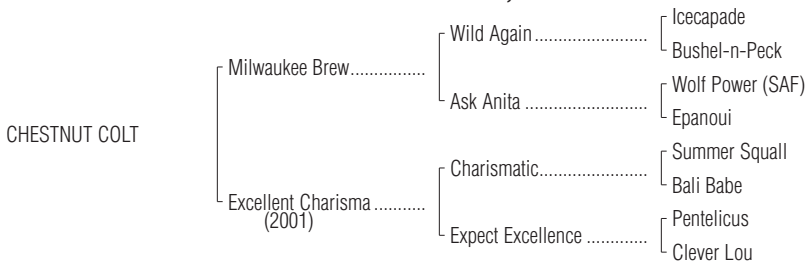 Icecapade
Wild Again
Bushel-n-Peck
Milwaukee Brew
Wolf Power (SAF)
Ask Anita
Epanoui
CHESTNUT COLT
Summer Squall
Charismatic
Bali Babe
Excellent Charisma
(2001)
Pentelicus
Expect Excellence
Clever Lou